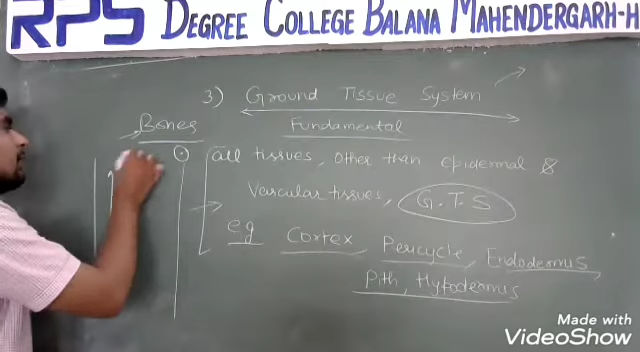 RPS DEGREE COLLEGE BALANA MAHENDERGARH-H
3) Ground Tissue System
Bones
Fundamental
all tissues, other than epidermal &
Vascular tissues, G.T.S
eg Cortex, Pericycle, Endodermis
Pith, Hypodermis
Made with
VideoShow